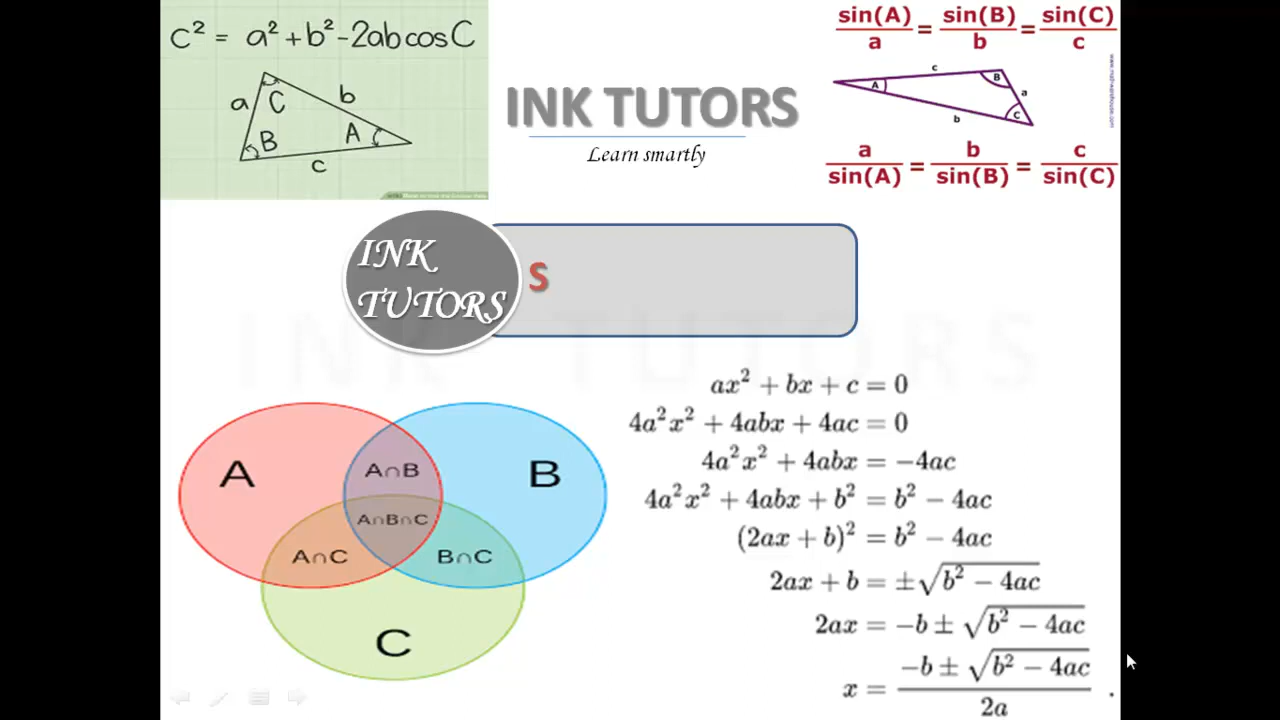 c² = a² + b² - 2ab cos C
a
C
b
B
A
c
INK TUTORS
Learn smartly
sin(A)/a = sin(B)/b = sin(C)/c
c
A
B
a
b
C
a/sin(A) = b/sin(B) = c/sin(C)
INK
TUTORS
S
INK TUTORS
A
B
A∩B
A∩B∩C
A∩C
B∩C
C
ax² + bx + c = 0
4a²x² + 4abx + 4ac = 0
4a²x² + 4abx = −4ac
4a²x² + 4abx + b² = b² − 4ac
(2ax + b)² = b² − 4ac
2ax + b = ±√(b² − 4ac)
2ax = −b ± √(b² − 4ac)
x = (−b ± √(b² − 4ac))/2a .